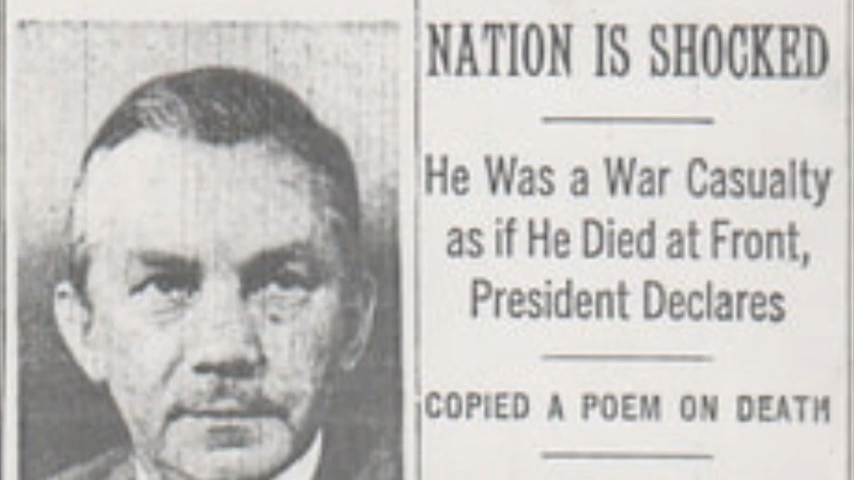 NATION IS SHOCKED
He Was a War Casualty
as if He Died at Front,
President Declares
COPIED A POEM ON DEATH